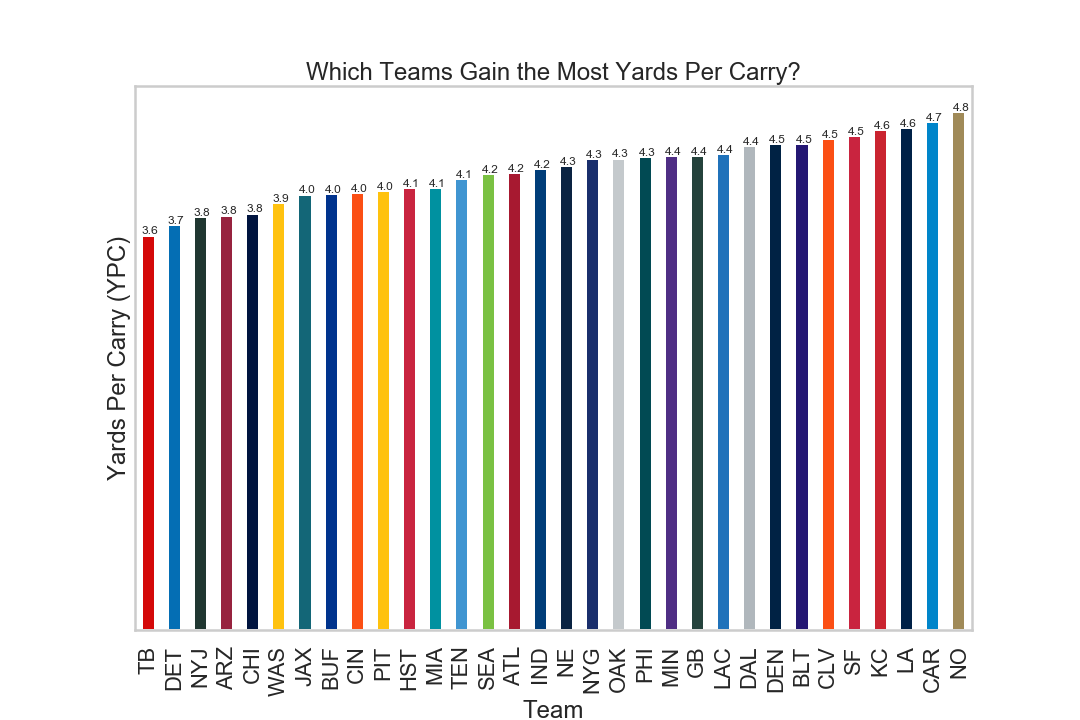 Which Teams Gain the Most Yards Per Carry?
Yards Per Carry (YPC)
3.6
3.7
3.8
3.8
3.8
3.9
4.0
4.0
4.0
4.0
4.1
4.1
4.1
4.2
4.2
4.2
4.3
4.3
4.3
4.3
4.4
4.4
4.4
4.4
4.5
4.5
4.5
4.5
4.6
4.6
4.7
4.8
TB
DET
NYJ
ARZ
CHI
WAS
JAX
BUF
CIN
PIT
HST
MIA
TEN
SEA
ATL
IND
NE
NYG
OAK
PHI
MIN
GB
LAC
DAL
DEN
BLT
CLV
SF
KC
LA
CAR
NO
Team